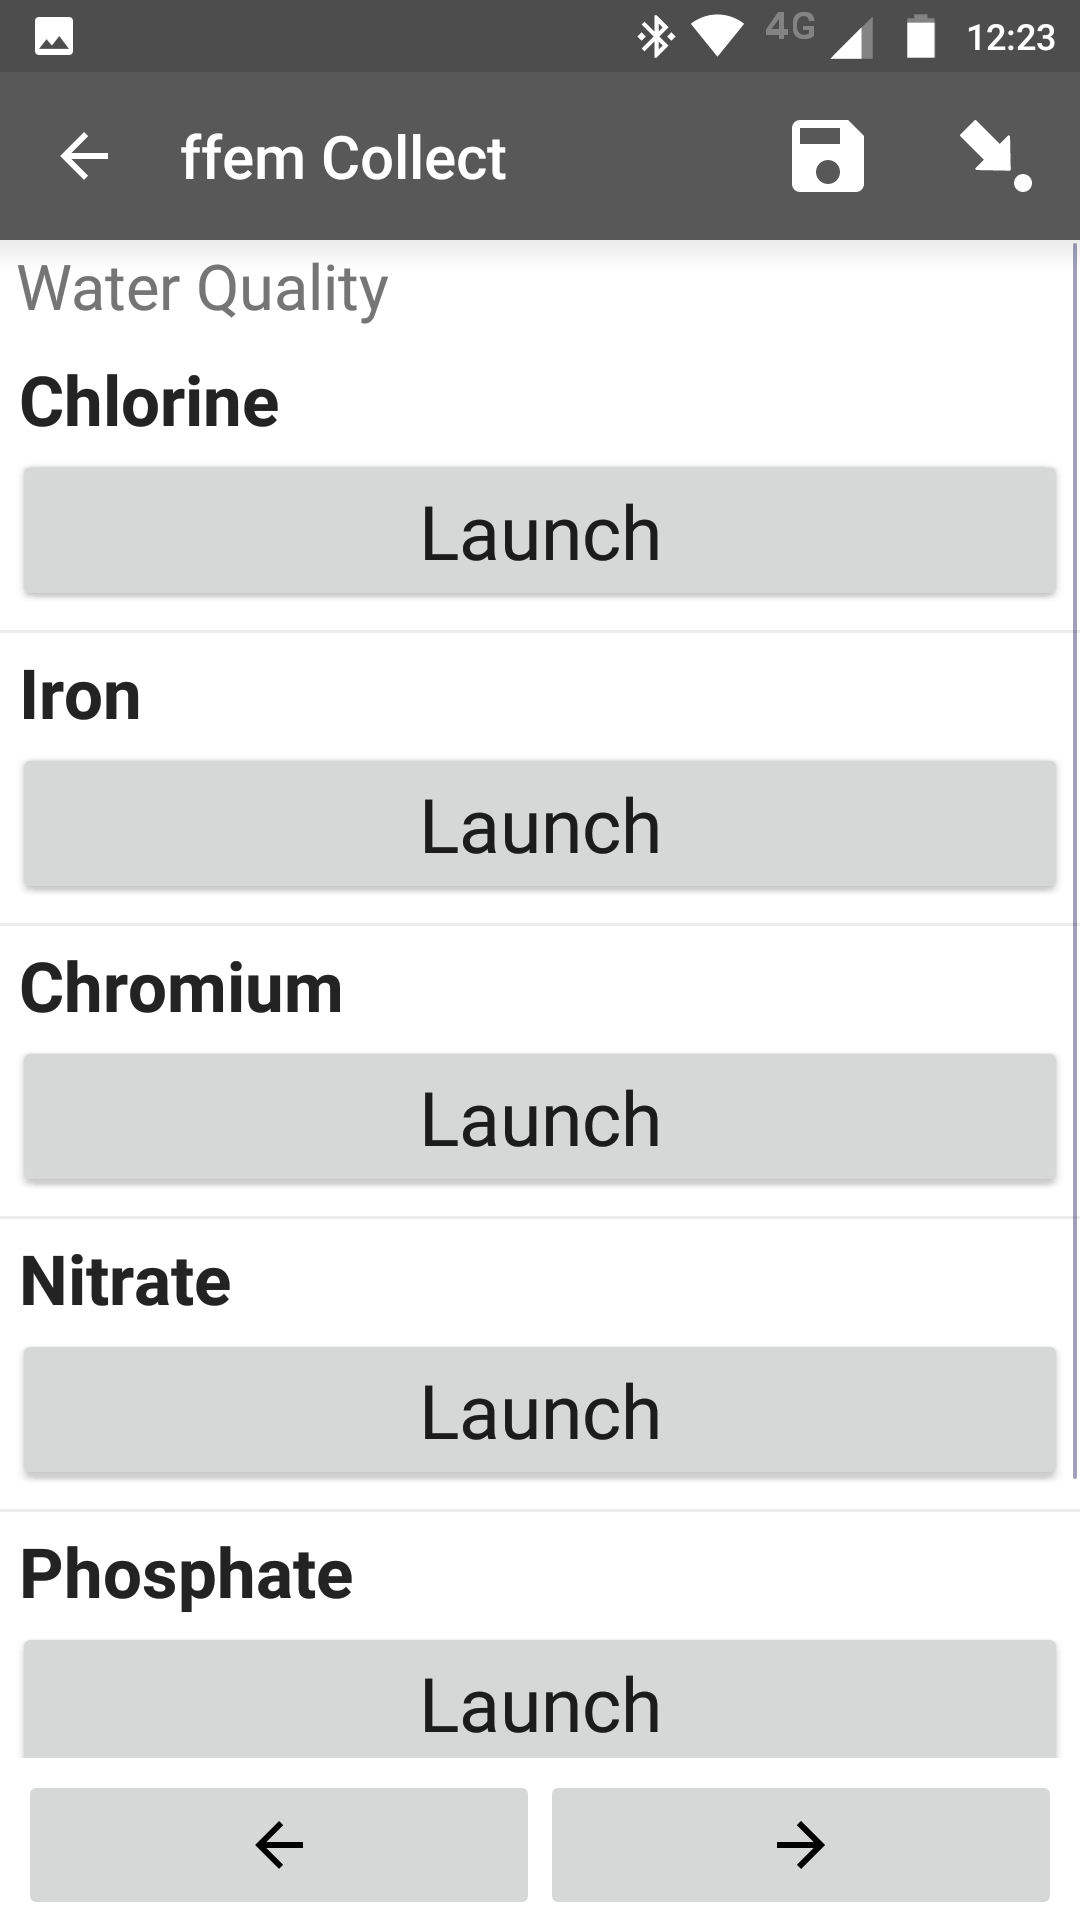 4G 12:23
ffem Collect
Water Quality
Chlorine
Launch
Iron
Launch
Chromium
Launch
Nitrate
Launch
Phosphate
Launch